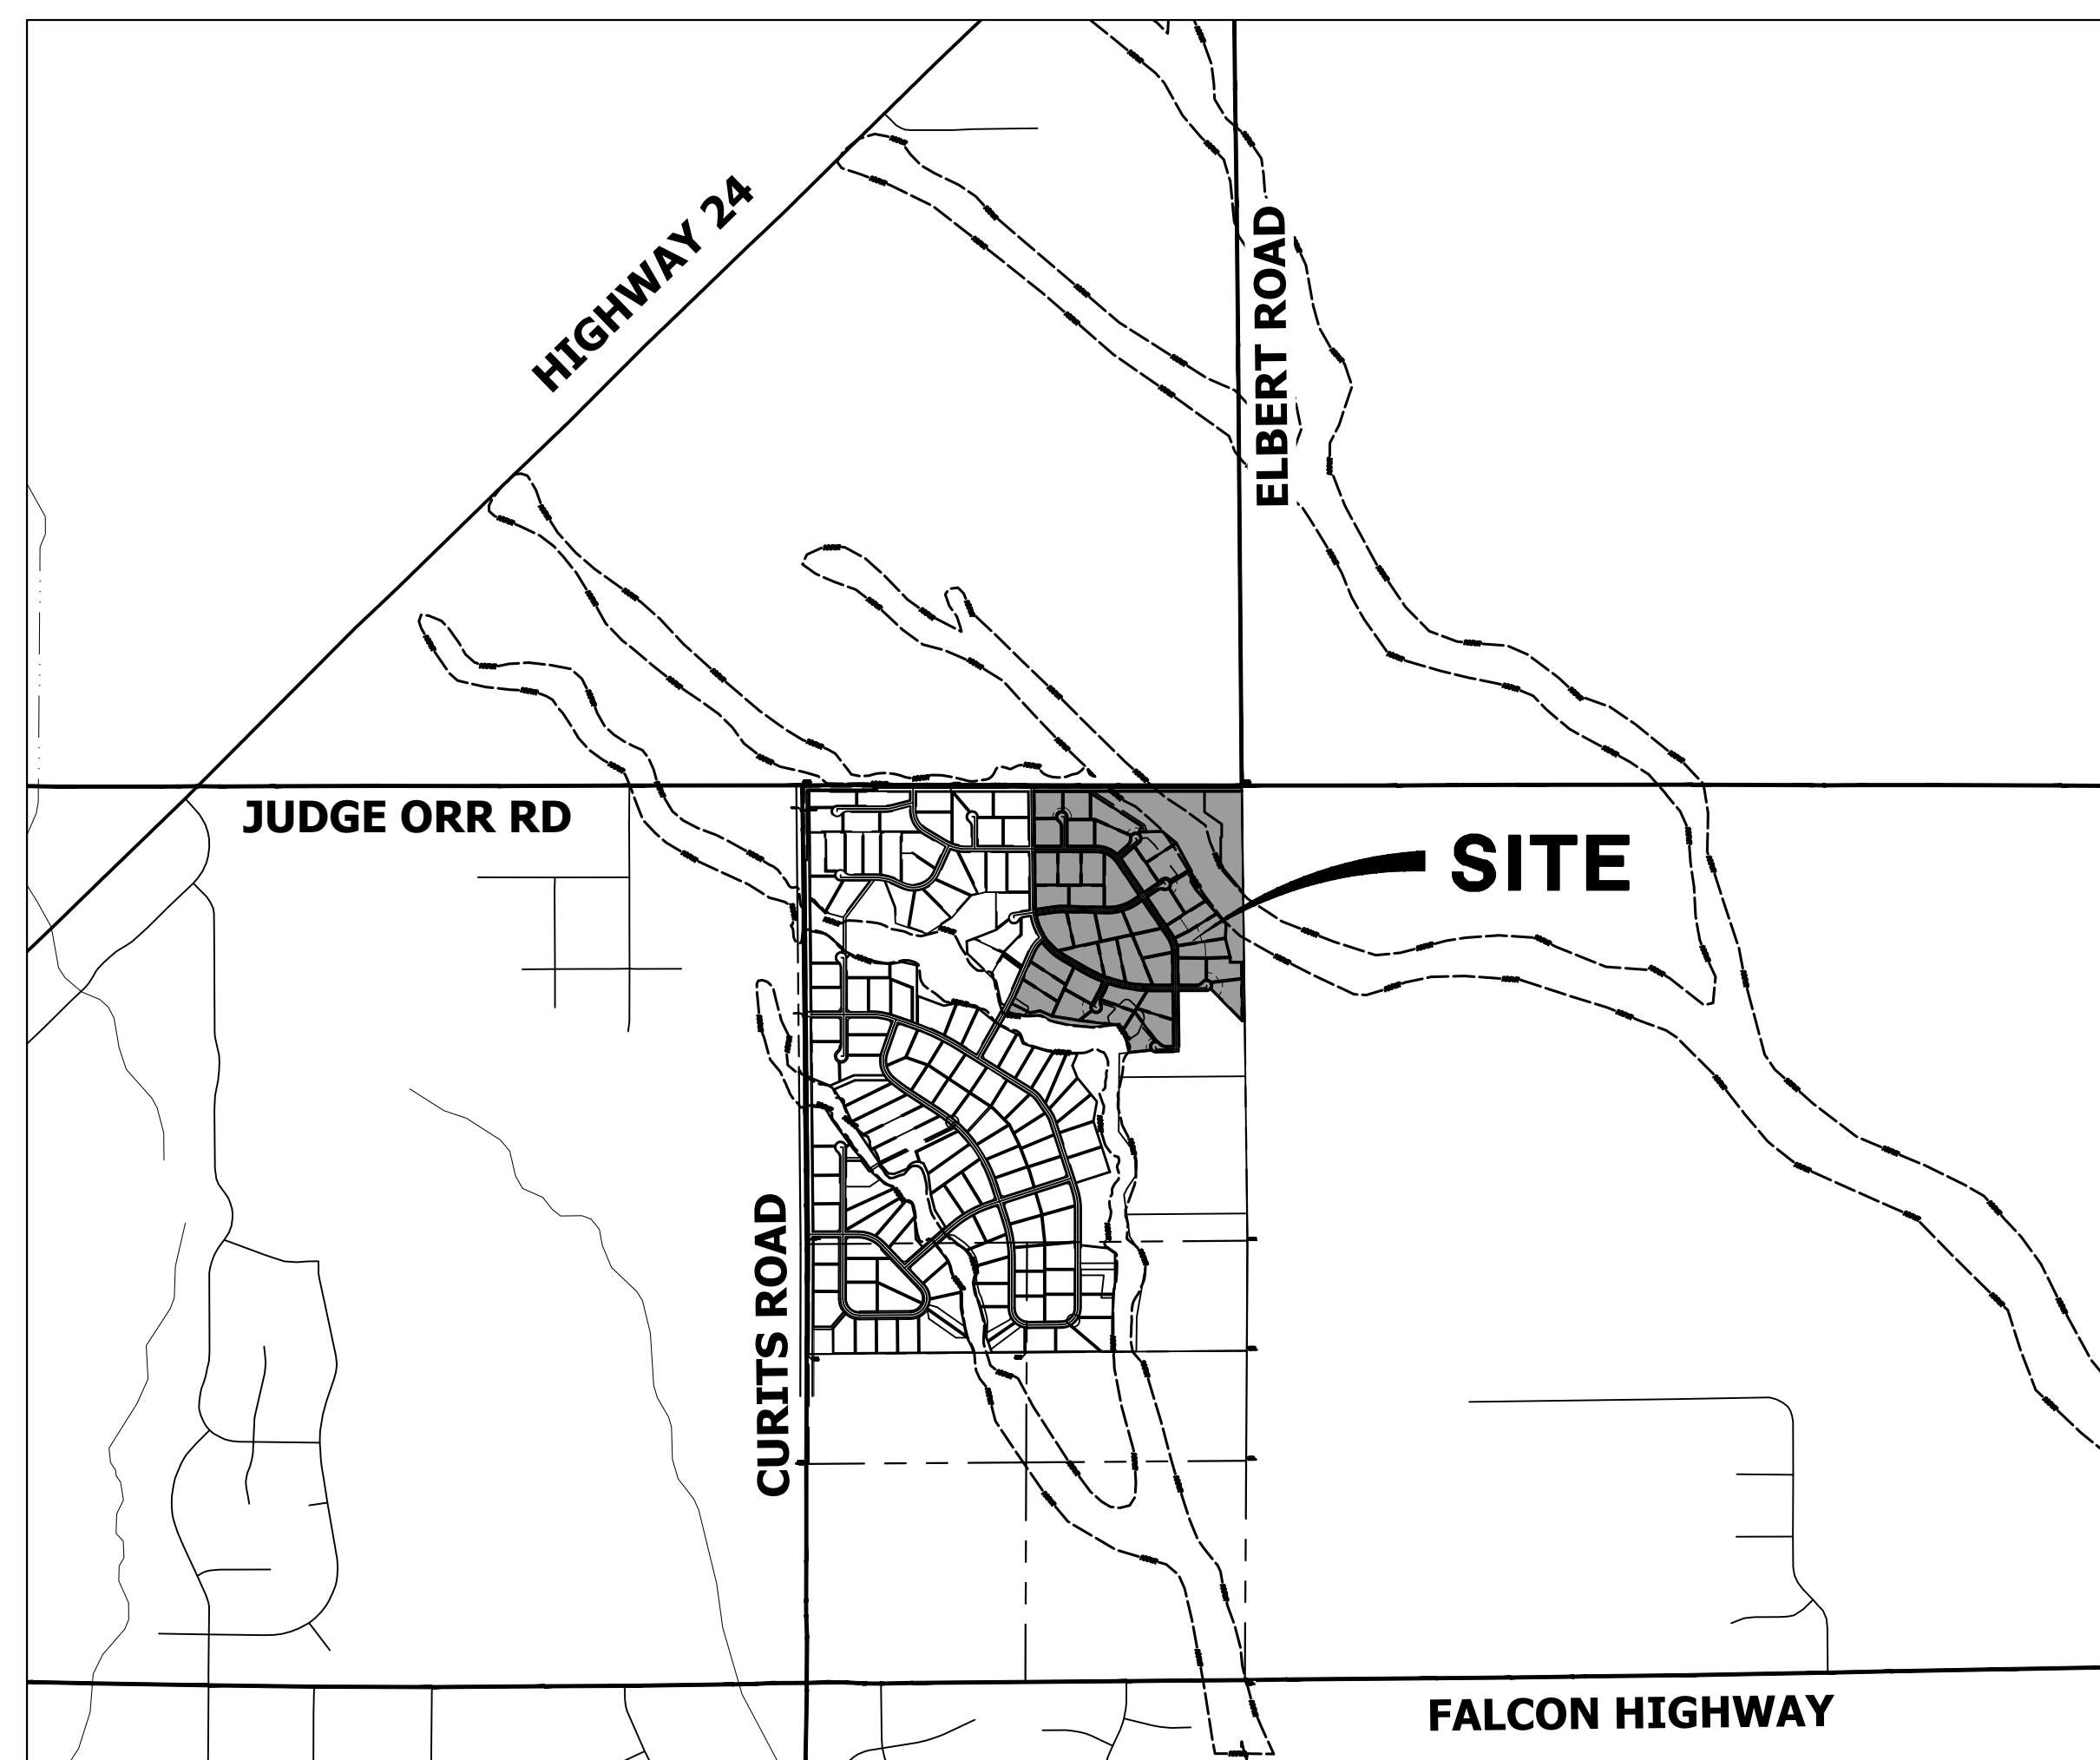 HIGHWAY 24
ELBERT ROAD
JUDGE ORR RD
SITE
CURITS ROAD
FALCON HIGHWAY